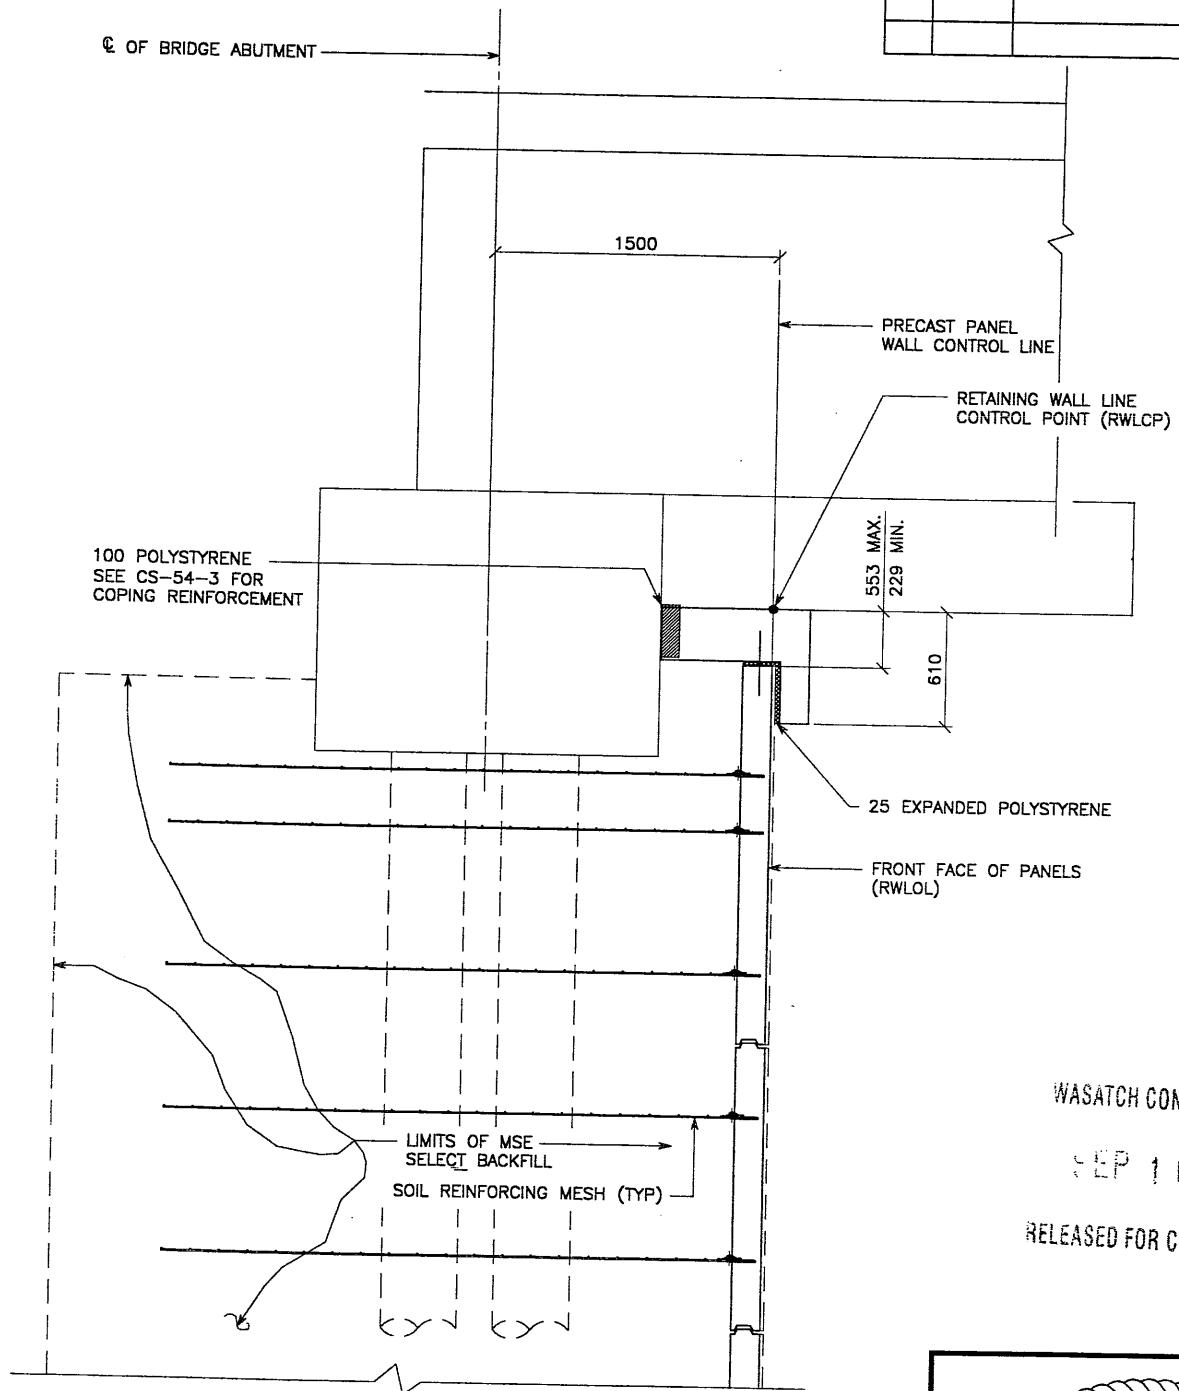 ℄ OF BRIDGE ABUTMENT
1500
PRECAST PANEL
WALL CONTROL LINE
RETAINING WALL LINE
CONTROL POINT (RWLCP)
553 MAX.
229 MIN.
100 POLYSTYRENE
SEE CS-54-3 FOR
COPING REINFORCEMENT
610
25 EXPANDED POLYSTYRENE
FRONT FACE OF PANELS
(RWLOL)
WASATCH CON
LIMITS OF MSE
SELECT BACKFILL
SEP 1
SOIL REINFORCING MESH (TYP)
RELEASED FOR C